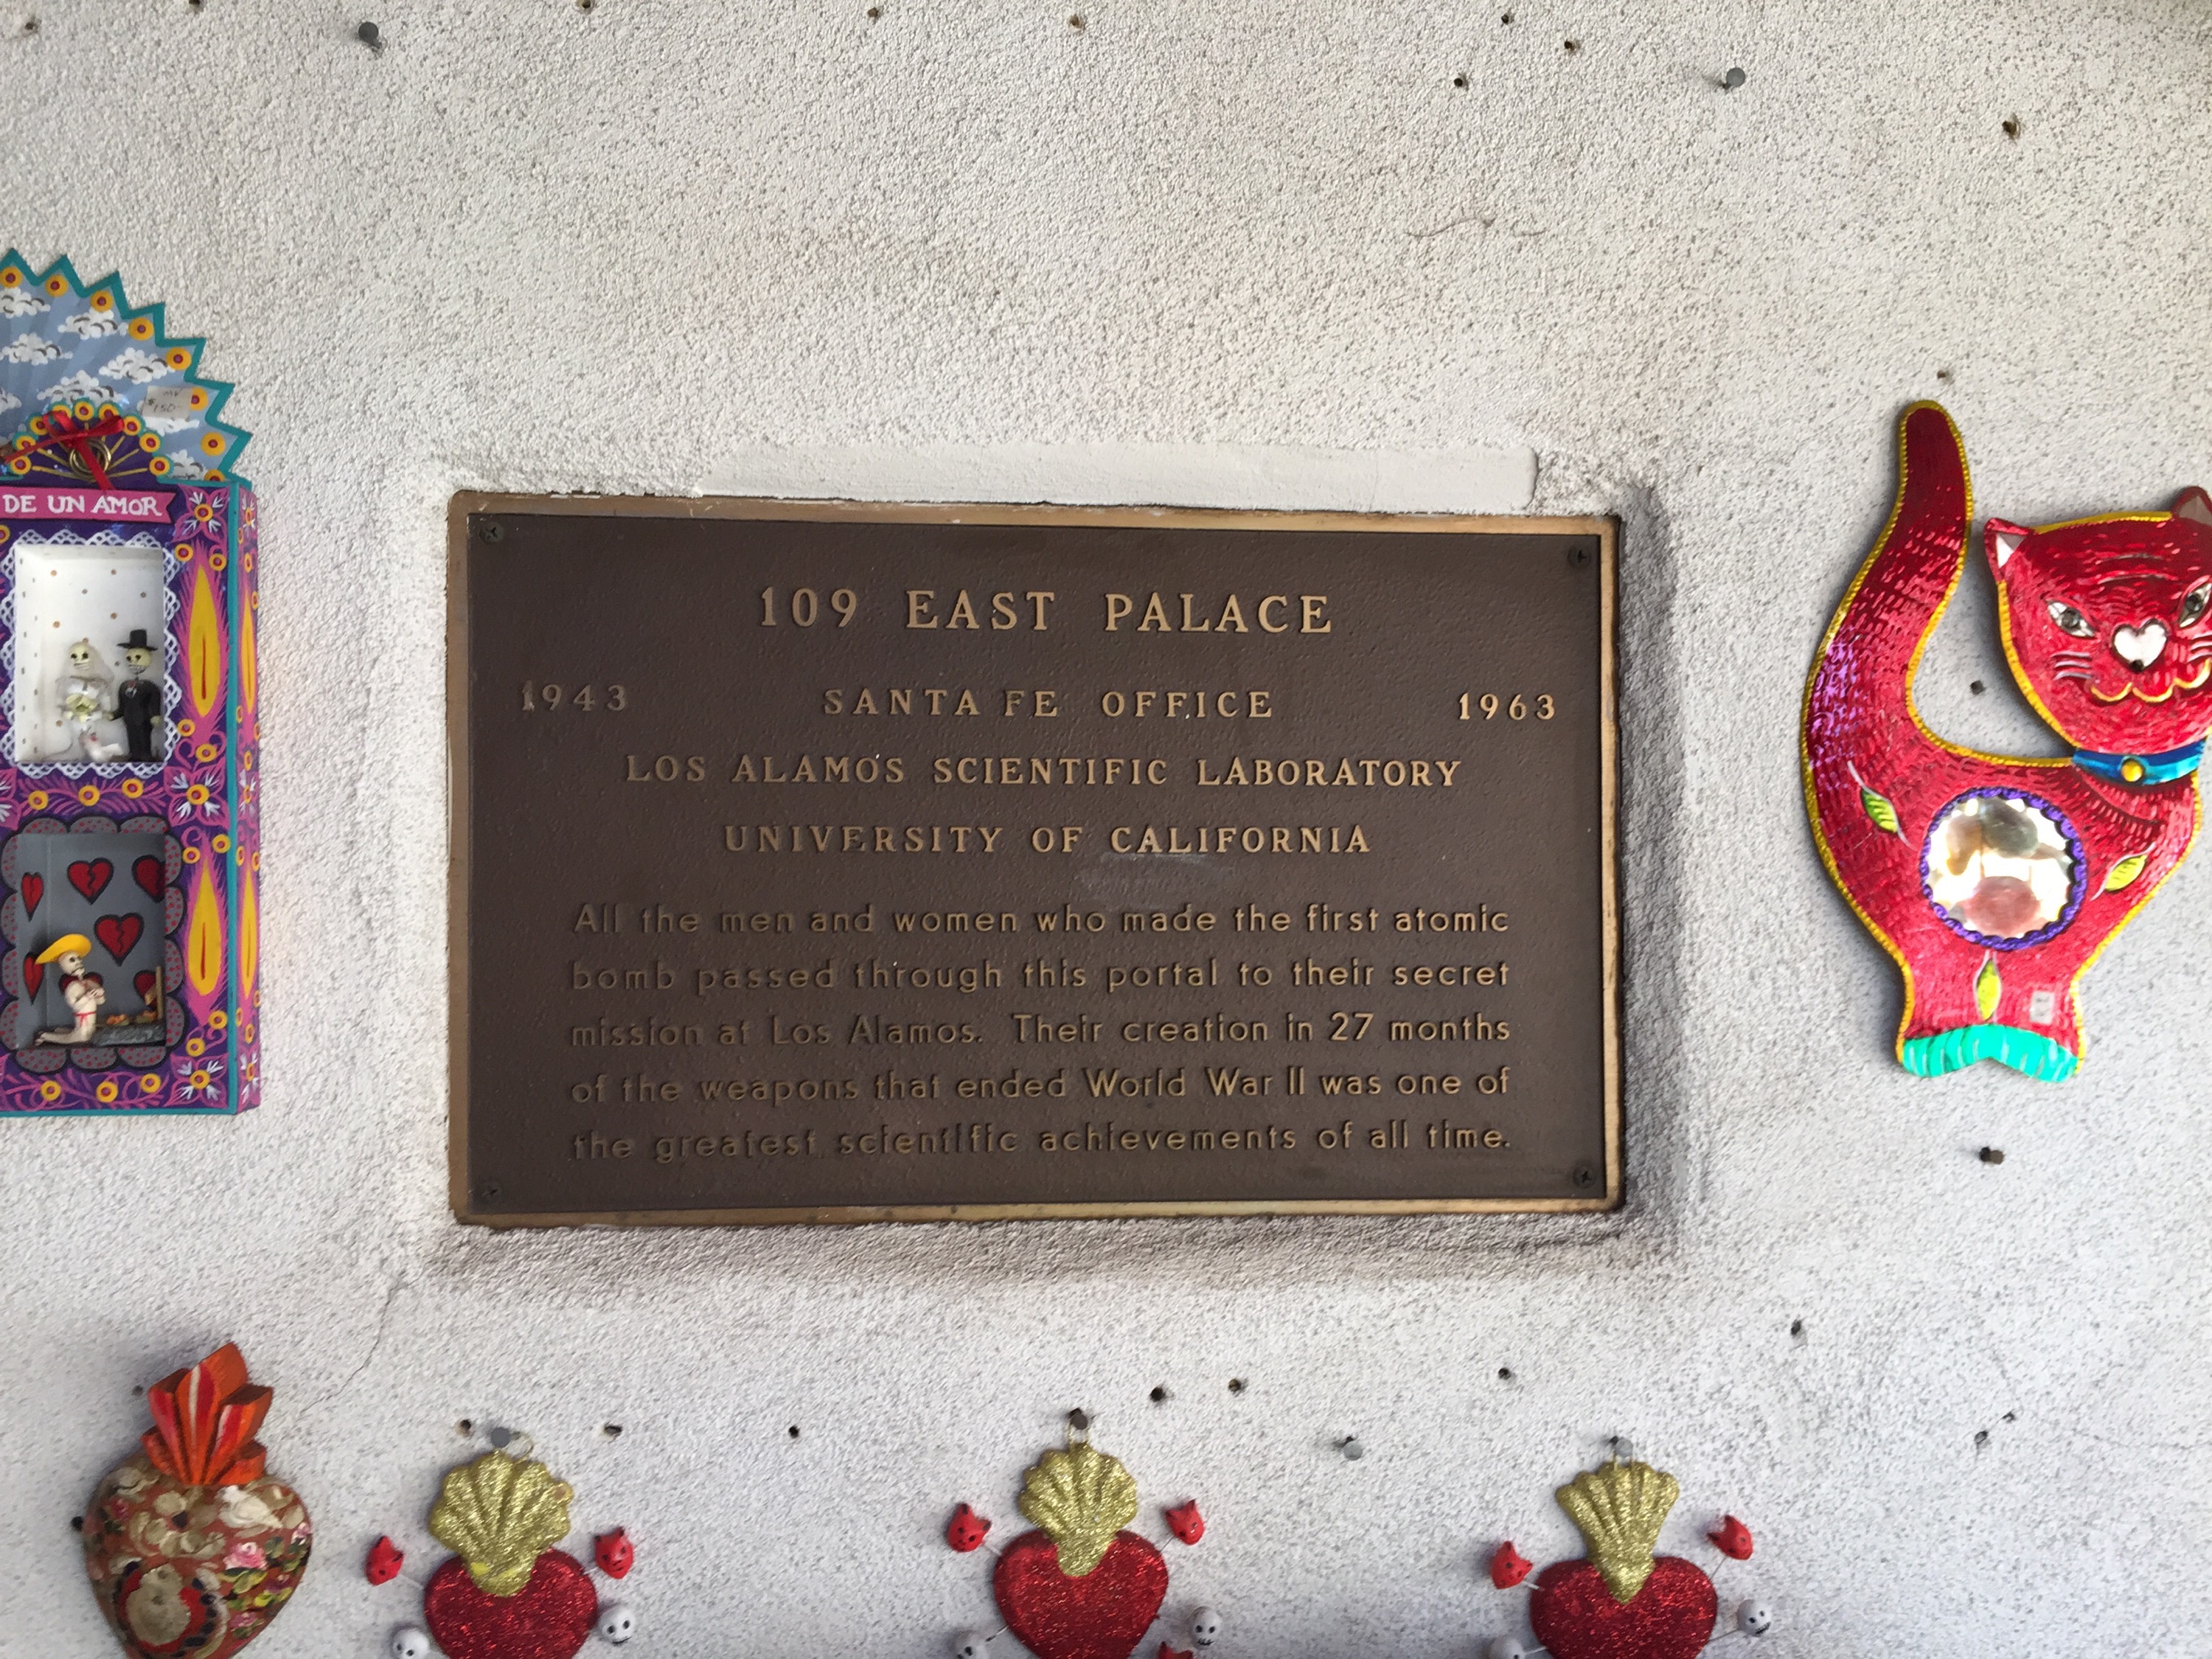 DE UN AMOR
$150
109 EAST PALACE
1943 SANTA FE OFFICE 1963
LOS ALAMOS SCIENTIFIC LABORATORY
UNIVERSITY OF CALIFORNIA
All the men and women who made the first atomic
bomb passed through this portal to their secret
mission at Los Alamos. Their creation in 27 months
of the weapons that ended World War II was one of
the greatest scientific achievements of all time.